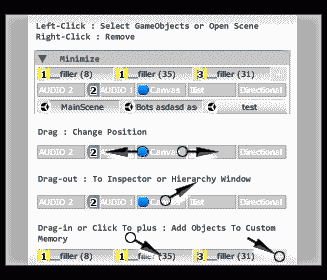 Left-Click : Select GameObjects or Open Scene
Right-Click : Remove
Minimize
1 __filler (8) 1 __filler (35) 3 __filler (31)
AUDIO 2 2 AUDIO 1 Canvas IIist Directional
MainScene Bots asdasd as test
Drag : Change Position
AUDIO 2 2 Canvas Directional
Drag-out : To Inspector or Hierarchy Window
AUDIO 2 2 AUDIO 1 Canvas IIist Directional
Drag-in or Click To plus : Add Objects To Custom
Memory
1 __filler (8) 1 __filler (35) 3 __filler (31)